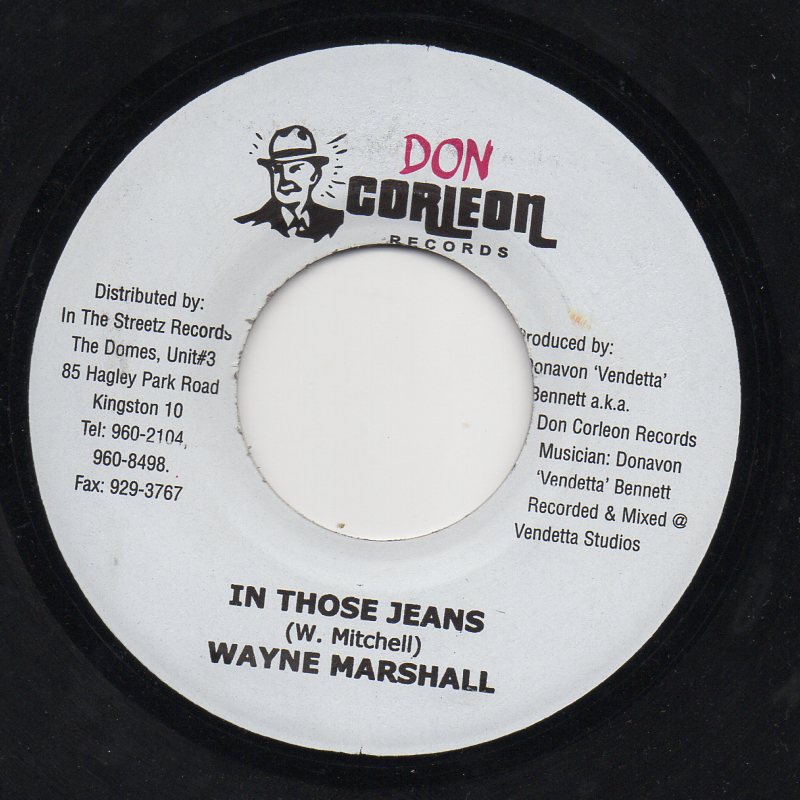 DON
CORLEON
RECORDS
Distributed by:
In The Streetz Records
The Domes, Unit#3
85 Hagley Park Road
Kingston 10
Tel: 960-2104,
960-8498.
Fax: 929-3767
Produced by:
Donavon 'Vendetta'
Bennett a.k.a.
Don Corleon Records
Musician: Donavon
'Vendetta' Bennett
Recorded & Mixed @
Vendetta Studios
IN THOSE JEANS
(W. Mitchell)
WAYNE MARSHALL